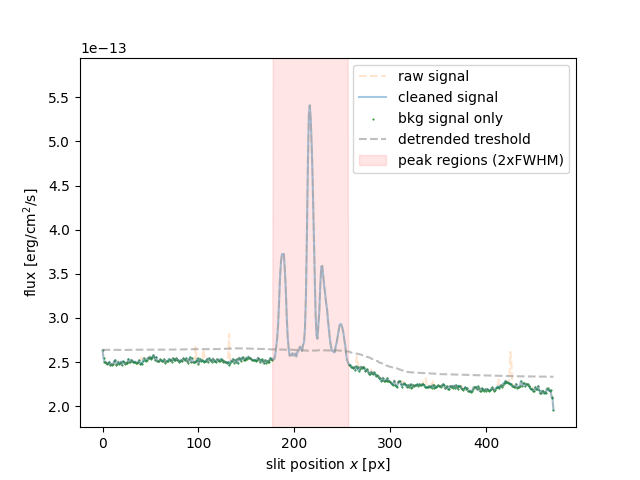 1e−13
raw signal
cleaned signal
bkg signal only
detrended treshold
peak regions (2xFWHM)
5.5
5.0
4.5
4.0
3.5
3.0
2.5
2.0
flux [erg/cm²/s]
0 100 200 300 400
slit position x [px]